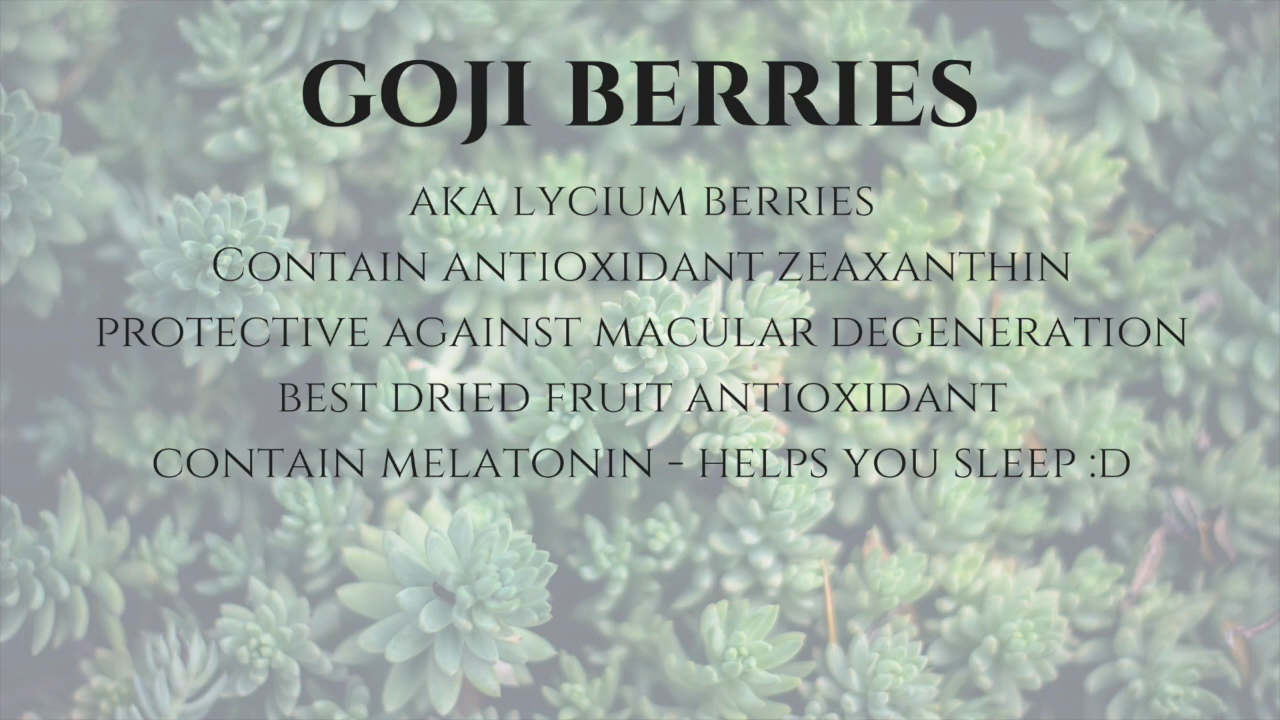 GOJI BERRIES
AKA LYCIUM BERRIES
CONTAIN ANTIOXIDANT ZEAXANTHIN
PROTECTIVE AGAINST MACULAR DEGENERATION
BEST DRIED FRUIT ANTIOXIDANT
CONTAIN MELATONIN - HELPS YOU SLEEP :D